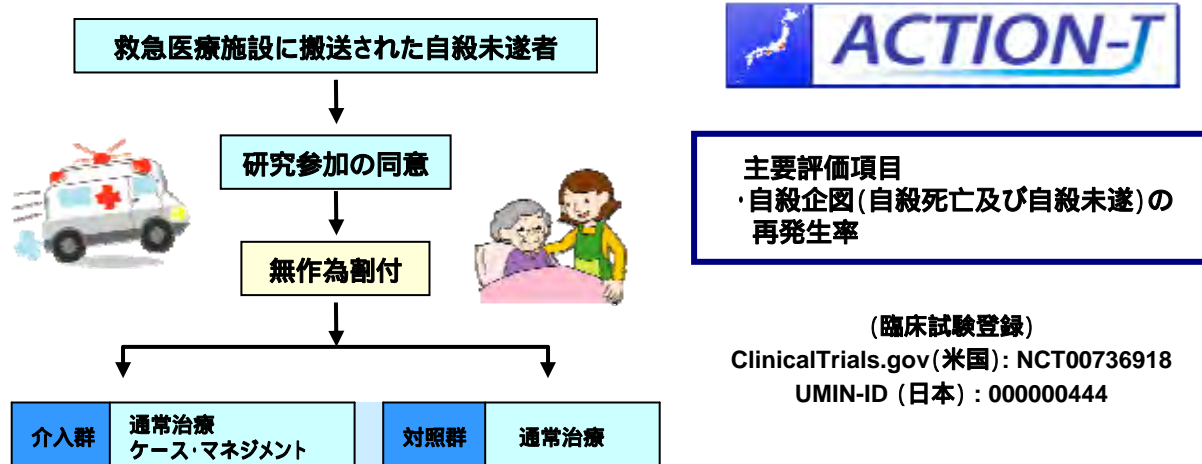 救急医療施設に搬送された自殺未遂者
研究参加の同意
無作為割付
介入群
通常治療
ケース・マネジメント
対照群
通常治療
ACTION-J
主要評価項目
・自殺企図(自殺死亡及び自殺未遂)の
再発生率
(臨床試験登録)
ClinicalTrials.gov(米国): NCT00736918
UMIN-ID (日本) : 000000444